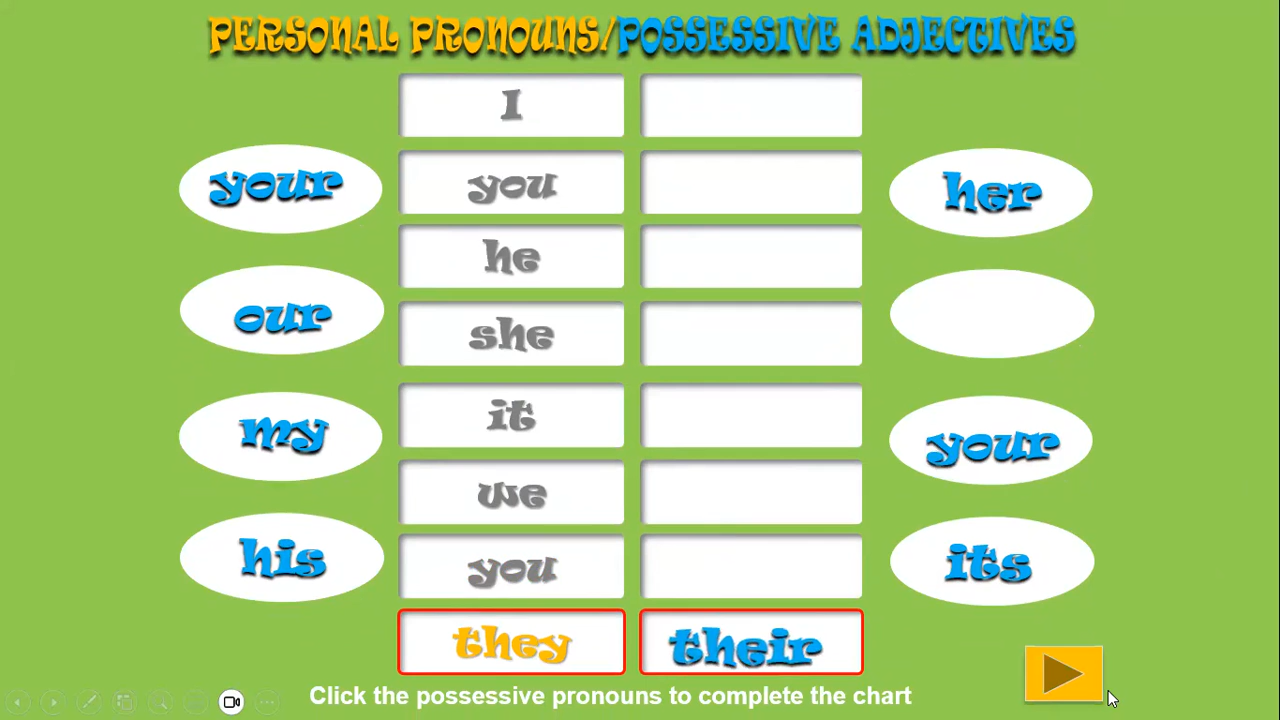 PERSONAL PRONOUNS/POSSESSIVE ADJECTIVES
I
your
you
her
he
our
she
my
it
your
we
his
you
its
they
their
Click the possessive pronouns to complete the chart